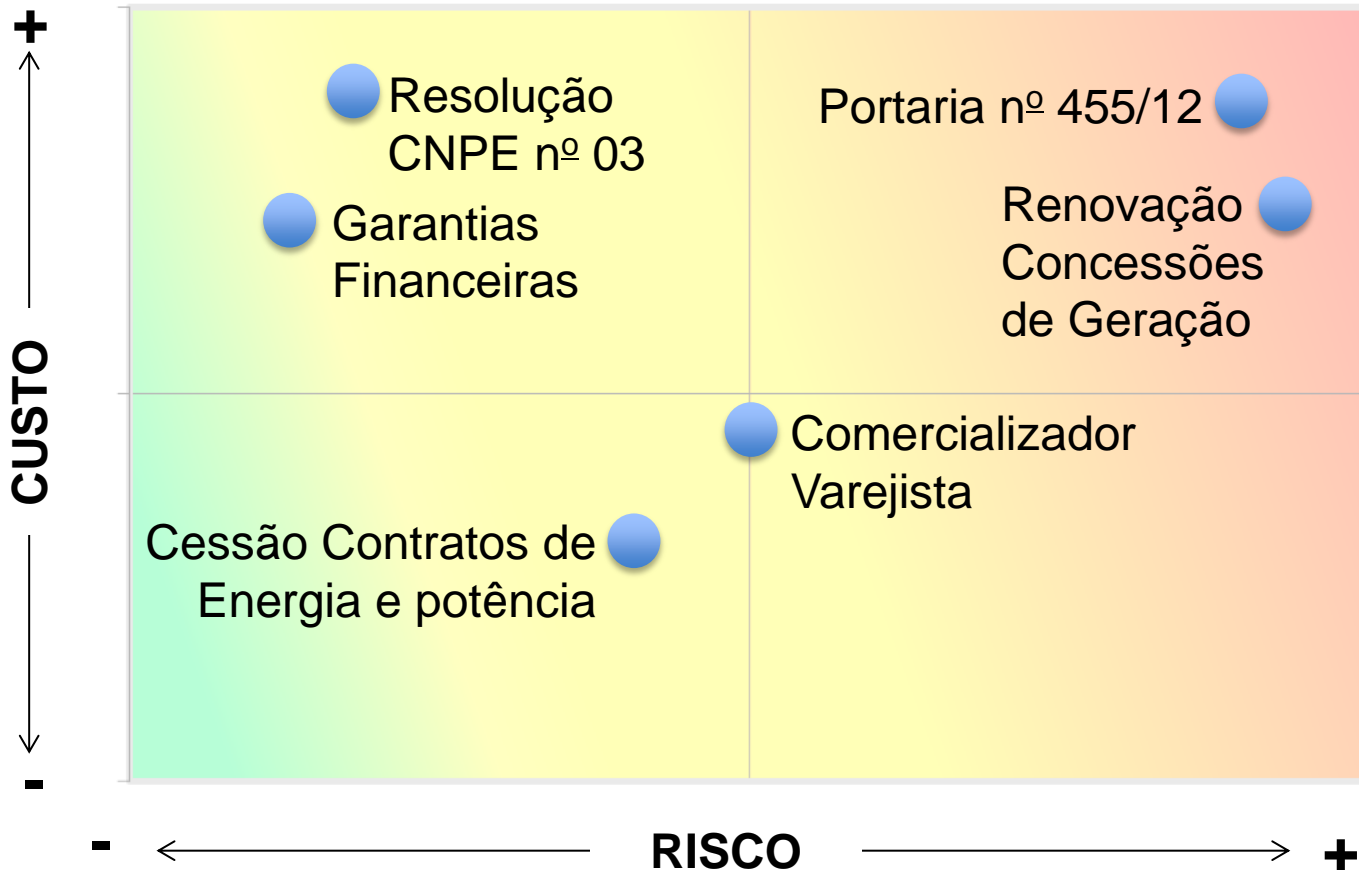 +
Resolução
CNPE nº 03
Portaria nº 455/12
Garantias
Financeiras
Renovação
Concessões
de Geração
CUSTO
Comercializador
Varejista
Cessão Contratos de
Energia e potência
-
- RISCO +